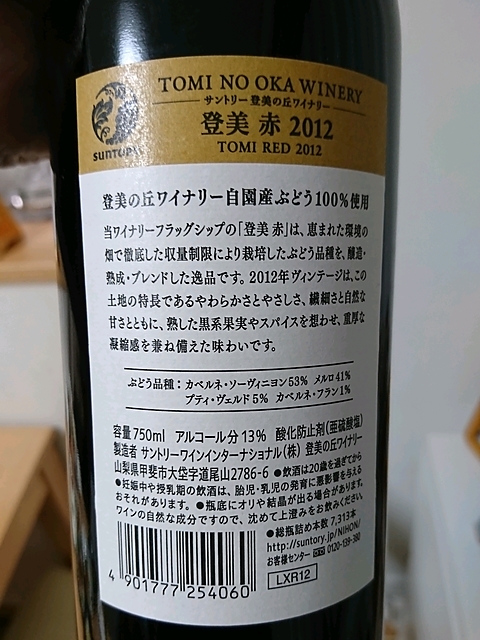 TOMI NO OKA WINERY
サントリー 登美の丘ワイナリー
登美 赤 2012
TOMI RED 2012
SUNTORY
登美の丘ワイナリー自園産ぶどう100%使用
当ワイナリーフラッグシップの「登美 赤」は、恵まれた環境の
畑で徹底した収量制限により栽培したぶどう品種を、醸造・
熟成・ブレンドした逸品です。2012年ヴィンテージは、この
土地の特長であるやわらかさとやさしさ、繊細さと自然な
甘さとともに、熟した黒系果実やスパイスを想わせ、重厚な
凝縮感を兼ね備えた味わいです。
ぶどう品種:カベルネ・ソーヴィニヨン53% メルロ41%
プティ・ヴェルド5% カベルネ・フラン1%
容量750ml アルコール分13% 酸化防止剤(亜硫酸塩)
製造者 サントリーワインインターナショナル(株) 登美の丘ワイナリー
山梨県甲斐市大垈字道尾山2786-6 ●飲酒は20歳を過ぎてから
●妊娠中や授乳期の飲酒は、胎児・乳児の発育に悪影響を与える
おそれがあります。●瓶底にオリや結晶が出る場合があります。
ワインの自然な成分ですので、沈めて上澄みをお飲みください。
●総瓶詰め本数 7,313本
http://suntory.jp/NIHON/
お客様センター 0120-139-380
LXR12
4 901777 254060